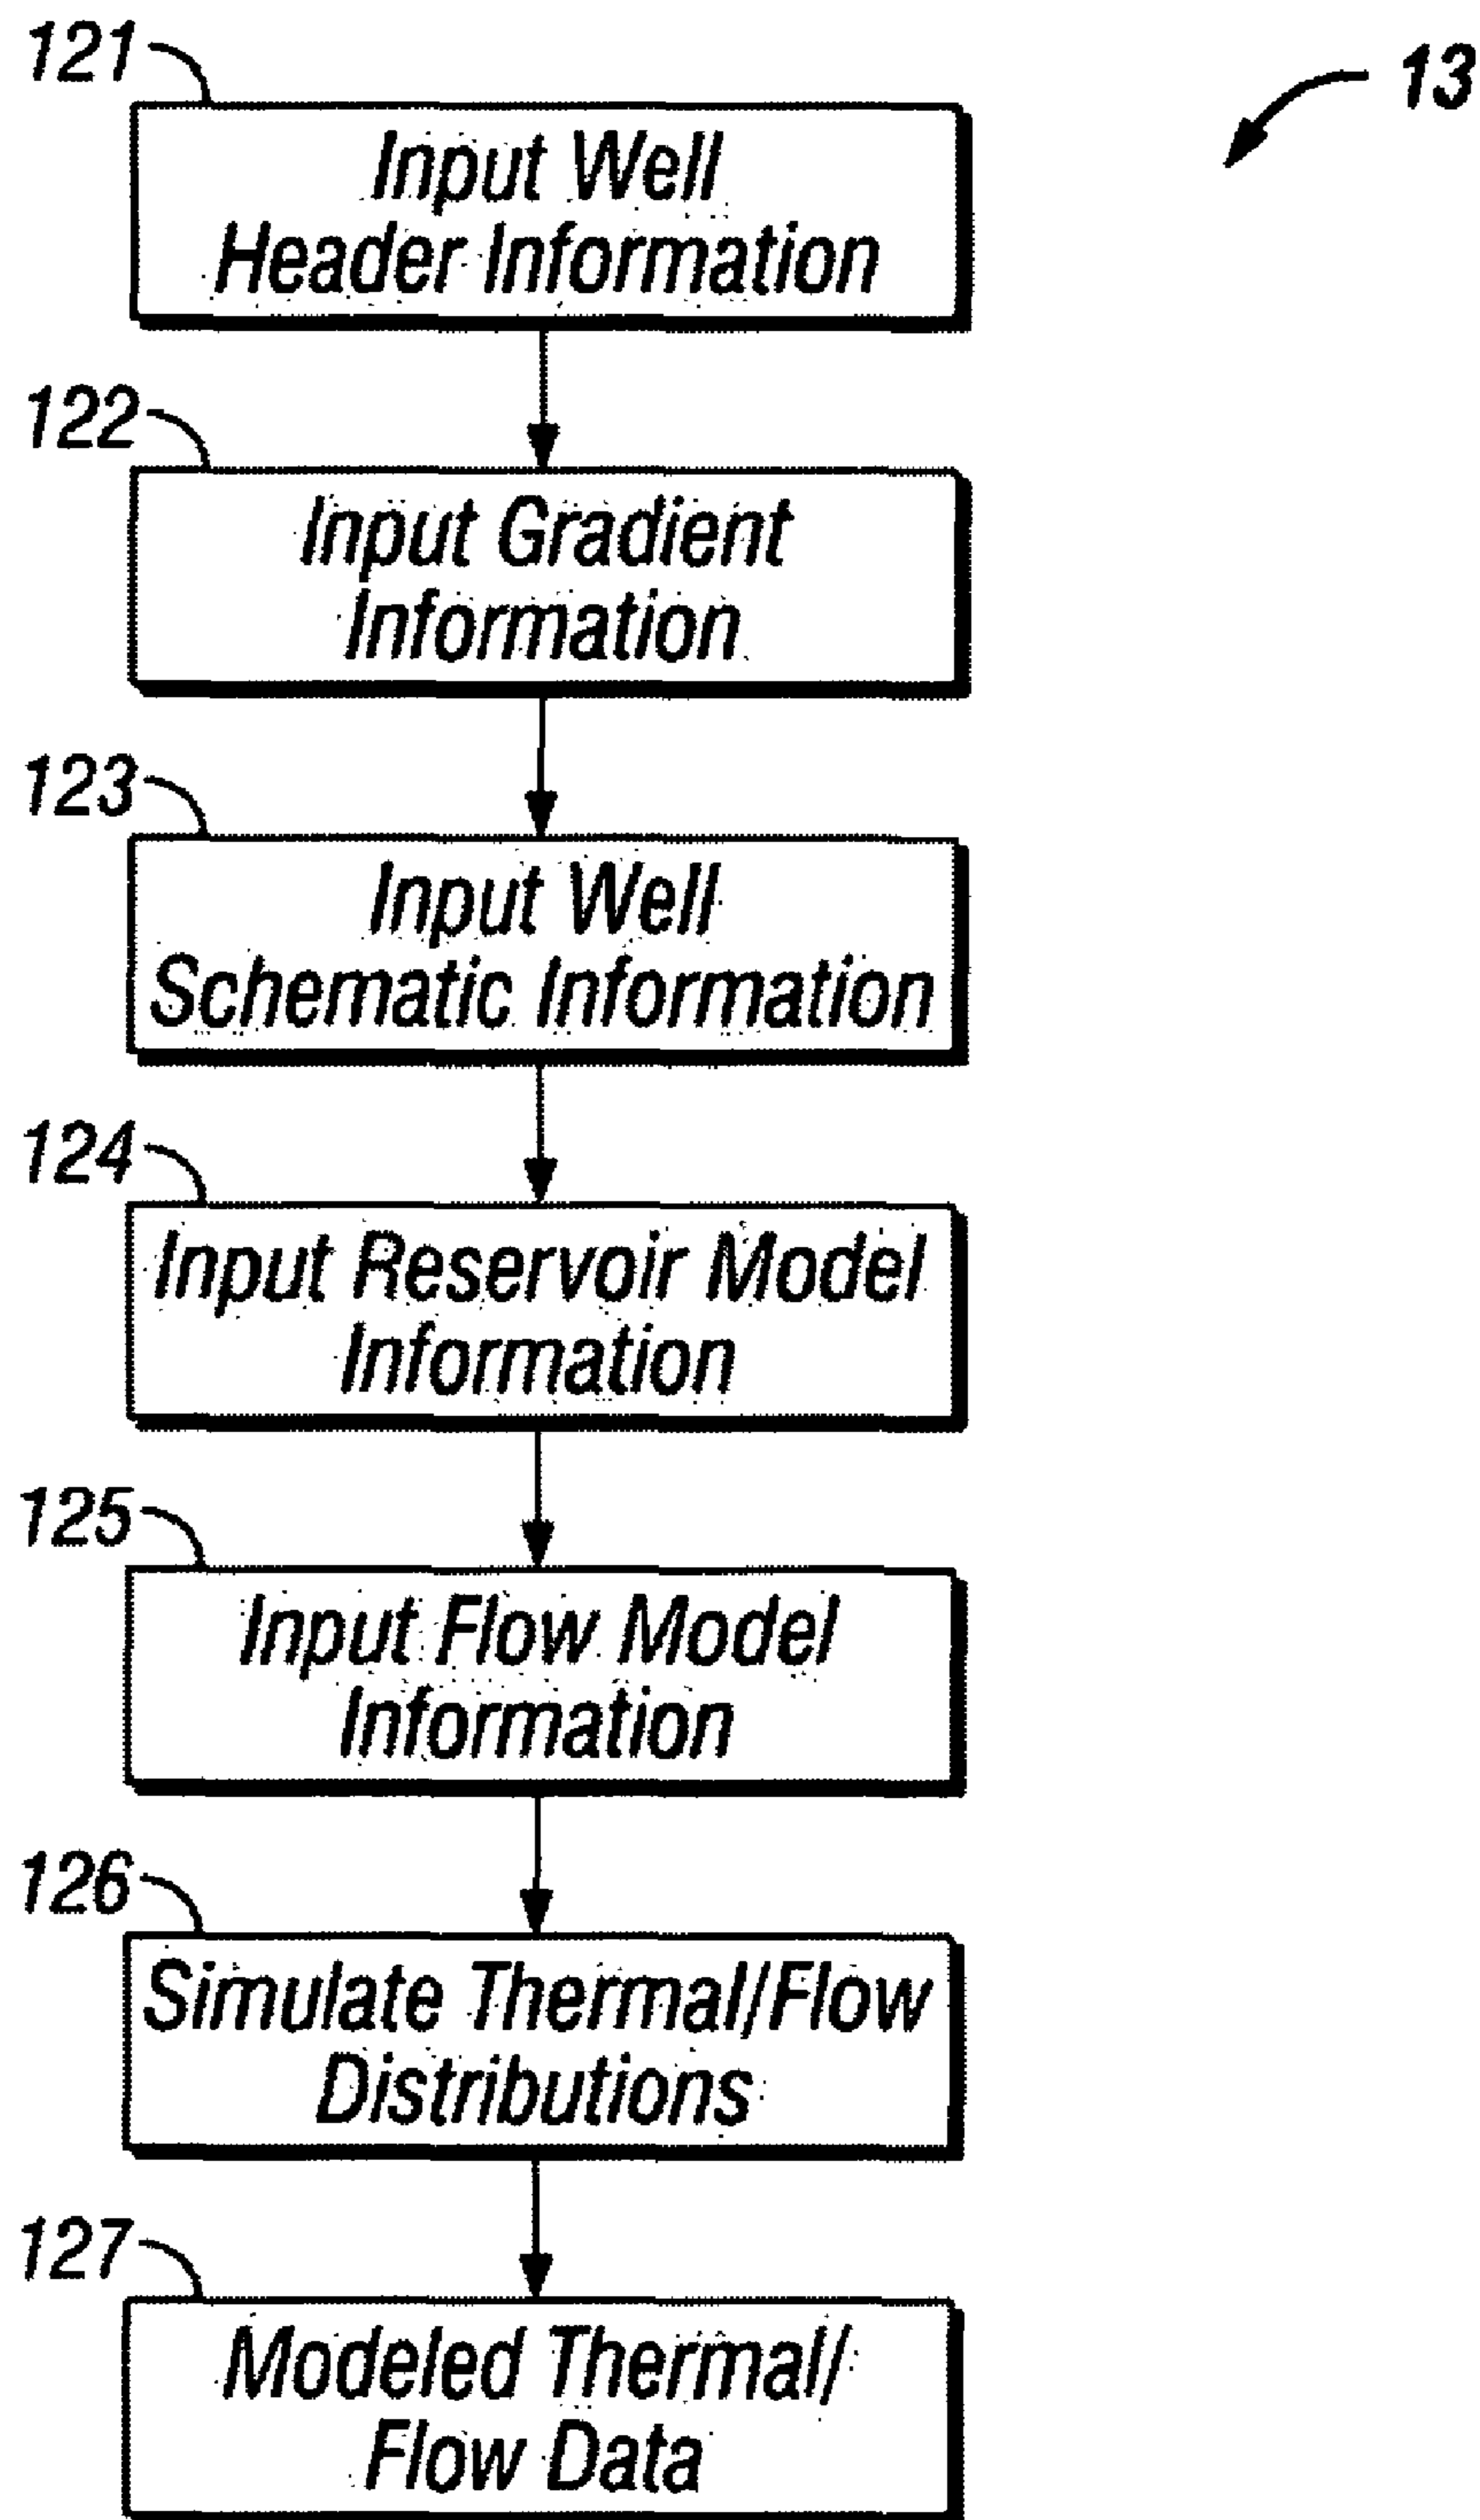 121
13
Input Well
Header Information
122
Input Gradient
Information
123
Input Well
Schematic Information
124
Input Reservoir Model
Information
125
Input Flow Model
Information
126
Simulate Thermal/Flow
Distributions
127
Modeled Thermal/
Flow Data